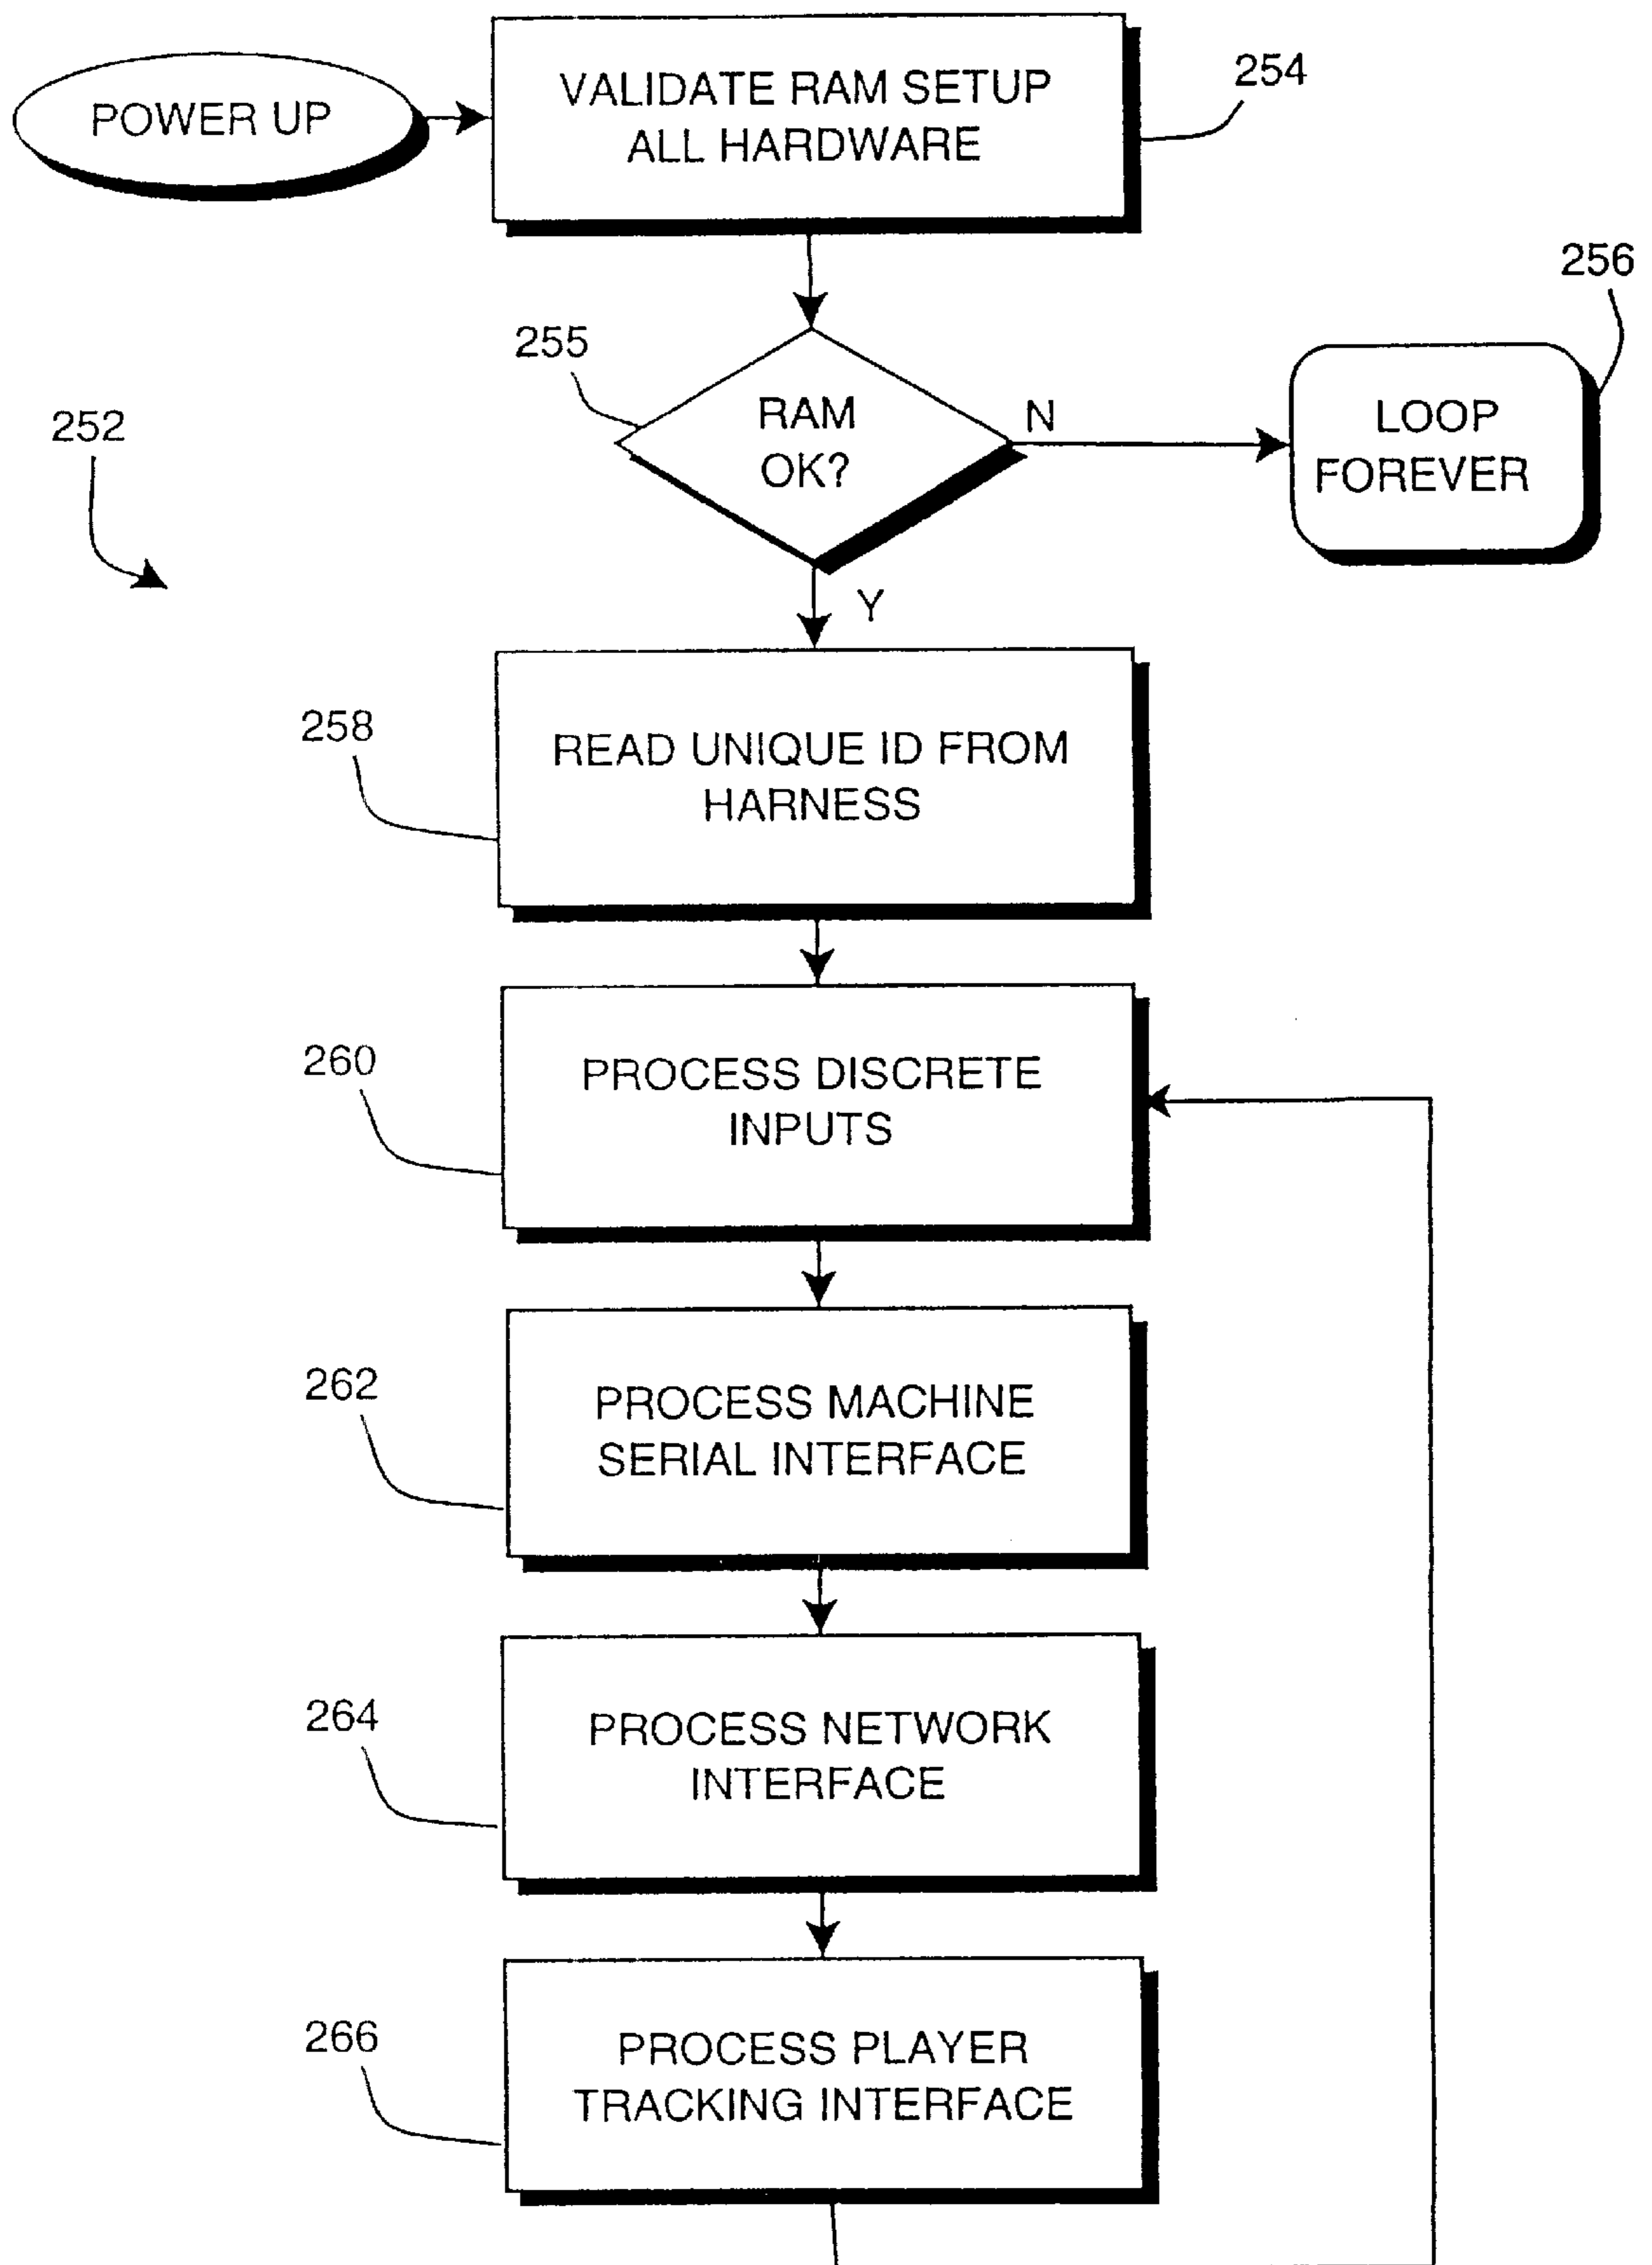 POWER UP
VALIDATE RAM SETUP
ALL HARDWARE
254
256
255
RAM
OK?
N
LOOP
FOREVER
252
Y
258
READ UNIQUE ID FROM
HARNESS
260
PROCESS DISCRETE
INPUTS
262
PROCESS MACHINE
SERIAL INTERFACE
264
PROCESS NETWORK
INTERFACE
266
PROCESS PLAYER
TRACKING INTERFACE